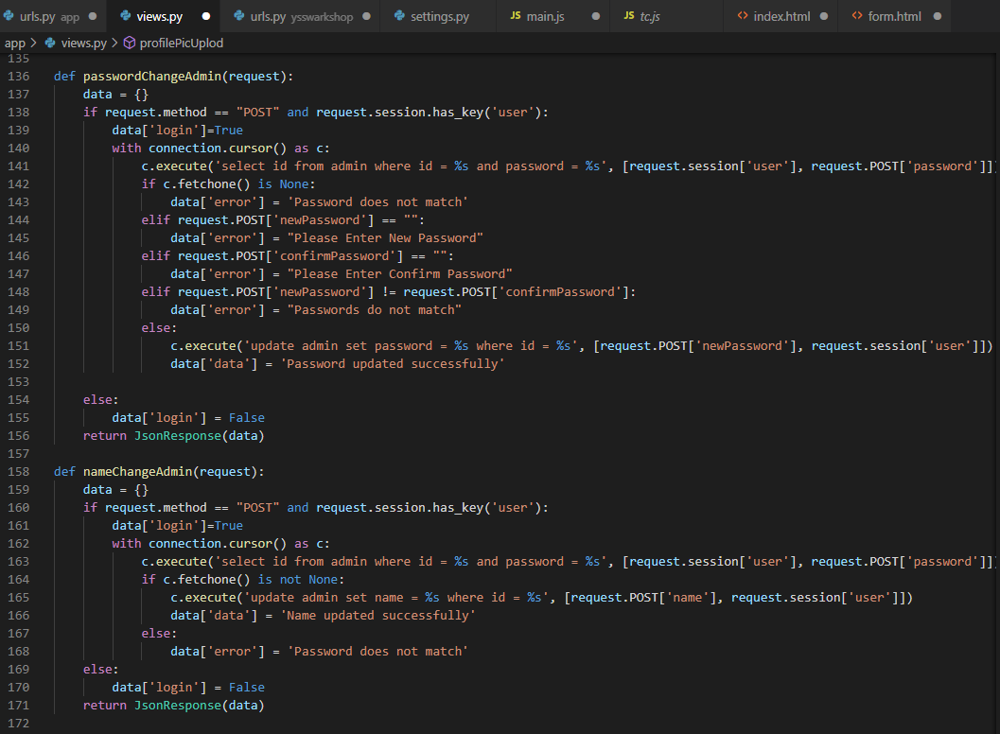 urls.py app ● views.py ● urls.py ysswarkshop ● settings.py JS main.js ● JS tc.js <> index.html ● <> form.html ●
app > views.py > profilePicUplod
135
136 def passwordChangeAdmin(request):
137     data = {}
138     if request.method == "POST" and request.session.has_key('user'):
139         data['login']=True
140         with connection.cursor() as c:
141             c.execute('select id from admin where id = %s and password = %s', [request.session['user'], request.POST['password']])
142             if c.fetchone() is None:
143                 data['error'] = 'Password does not match'
144             elif request.POST['newPassword'] == "":
145                 data['error'] = "Please Enter New Password"
146             elif request.POST['confirmPassword'] == "":
147                 data['error'] = "Please Enter Confirm Password"
148             elif request.POST['newPassword'] != request.POST['confirmPassword']:
149                 data['error'] = "Passwords do not match"
150             else:
151                 c.execute('update admin set password = %s where id = %s', [request.POST['newPassword'], request.session['user']])
152                 data['data'] = 'Password updated successfully'
153
154     else:
155         data['login'] = False
156     return JsonResponse(data)
157
158 def nameChangeAdmin(request):
159     data = {}
160     if request.method == "POST" and request.session.has_key('user'):
161         data['login']=True
162         with connection.cursor() as c:
163             c.execute('select id from admin where id = %s and password = %s', [request.session['user'], request.POST['password']])
164             if c.fetchone() is not None:
165                 c.execute('update admin set name = %s where id = %s', [request.POST['name'], request.session['user']])
166                 data['data'] = 'Name updated successfully'
167             else:
168                 data['error'] = 'Password does not match'
169     else:
170         data['login'] = False
171     return JsonResponse(data)
172